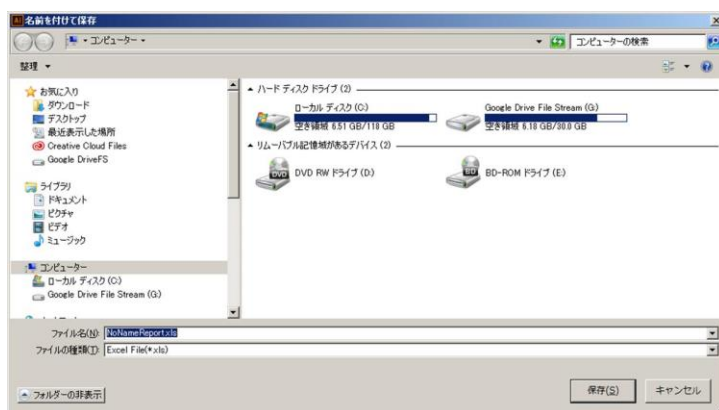 名前を付けて保存
コンピューター
コンピューターの検索
整理
お気に入り
ダウンロード
デスクトップ
最近表示した場所
Creative Cloud Files
Google DriveFS
ライブラリ
ドキュメント
ピクチャ
ビデオ
ミュージック
コンピューター
ローカル ディスク (C:)
Google Drive File Stream (G:)
ハード ディスク ドライブ (2)
ローカル ディスク (C:)
空き領域 6.51 GB/118 GB
Google Drive File Stream (G:)
空き領域 6.18 GB/30.0 GB
リムーバブル記憶域があるデバイス (2)
DVD RW ドライブ (D:)
BD-ROM ドライブ (E:)
ファイル名(N): NoNameReport.xls
ファイルの種類(T): Excel File(*.xls)
フォルダーの非表示
保存(S)
キャンセル